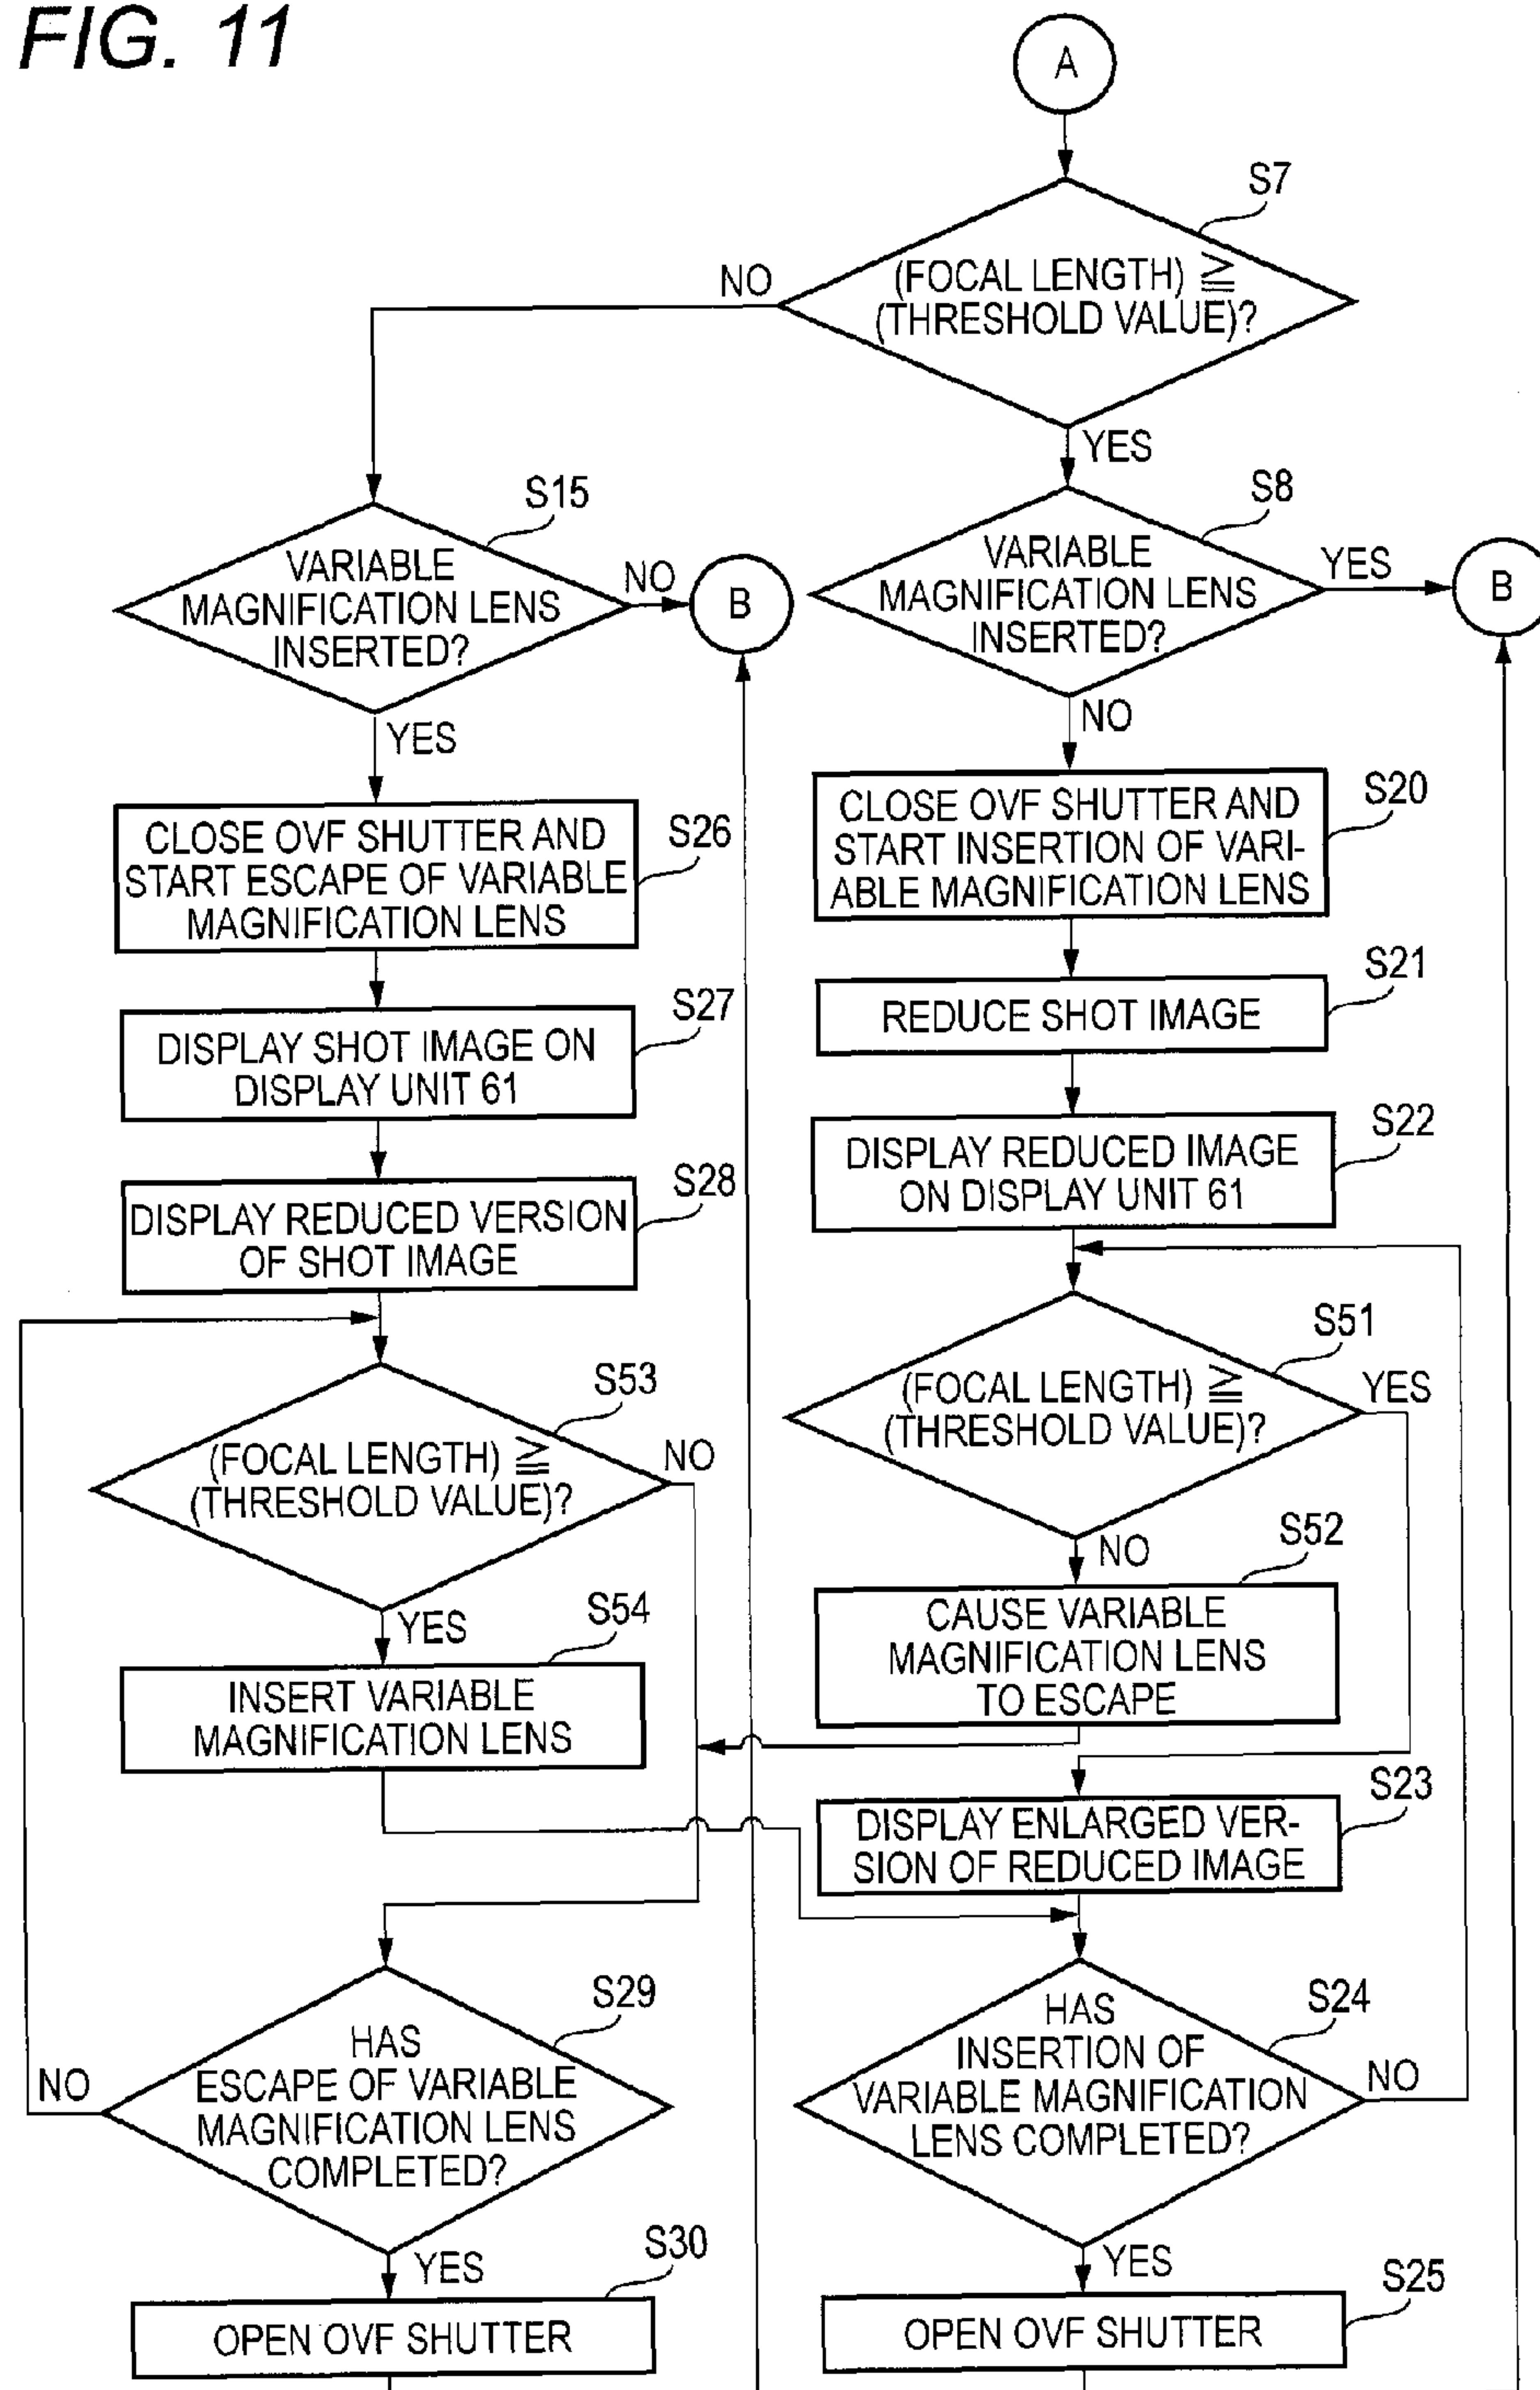 FIG. 11
A
S7
(FOCAL LENGTH) ≧
(THRESHOLD VALUE)?
NO
YES
S15
VARIABLE
MAGNIFICATION LENS
INSERTED?
NO
B
YES
S8
VARIABLE
MAGNIFICATION LENS
INSERTED?
YES
B
NO
S26
CLOSE OVF SHUTTER AND
START ESCAPE OF VARIABLE
MAGNIFICATION LENS
S20
CLOSE OVF SHUTTER AND
START INSERTION OF VARI-
ABLE MAGNIFICATION LENS
S27
DISPLAY SHOT IMAGE ON
DISPLAY UNIT 61
S21
REDUCE SHOT IMAGE
S28
DISPLAY REDUCED VERSION
OF SHOT IMAGE
S22
DISPLAY REDUCED IMAGE
ON DISPLAY UNIT 61
S53
(FOCAL LENGTH) ≧
(THRESHOLD VALUE)?
NO
YES
S51
(FOCAL LENGTH) ≧
(THRESHOLD VALUE)?
YES
NO
S54
INSERT VARIABLE
MAGNIFICATION LENS
S52
CAUSE VARIABLE
MAGNIFICATION LENS
TO ESCAPE
S23
DISPLAY ENLARGED VER-
SION OF REDUCED IMAGE
S29
HAS
ESCAPE OF VARIABLE
MAGNIFICATION LENS
COMPLETED?
NO
YES
S24
HAS
INSERTION OF
VARIABLE MAGNIFICATION
LENS COMPLETED?
NO
YES
S30
OPEN OVF SHUTTER
S25
OPEN OVF SHUTTER